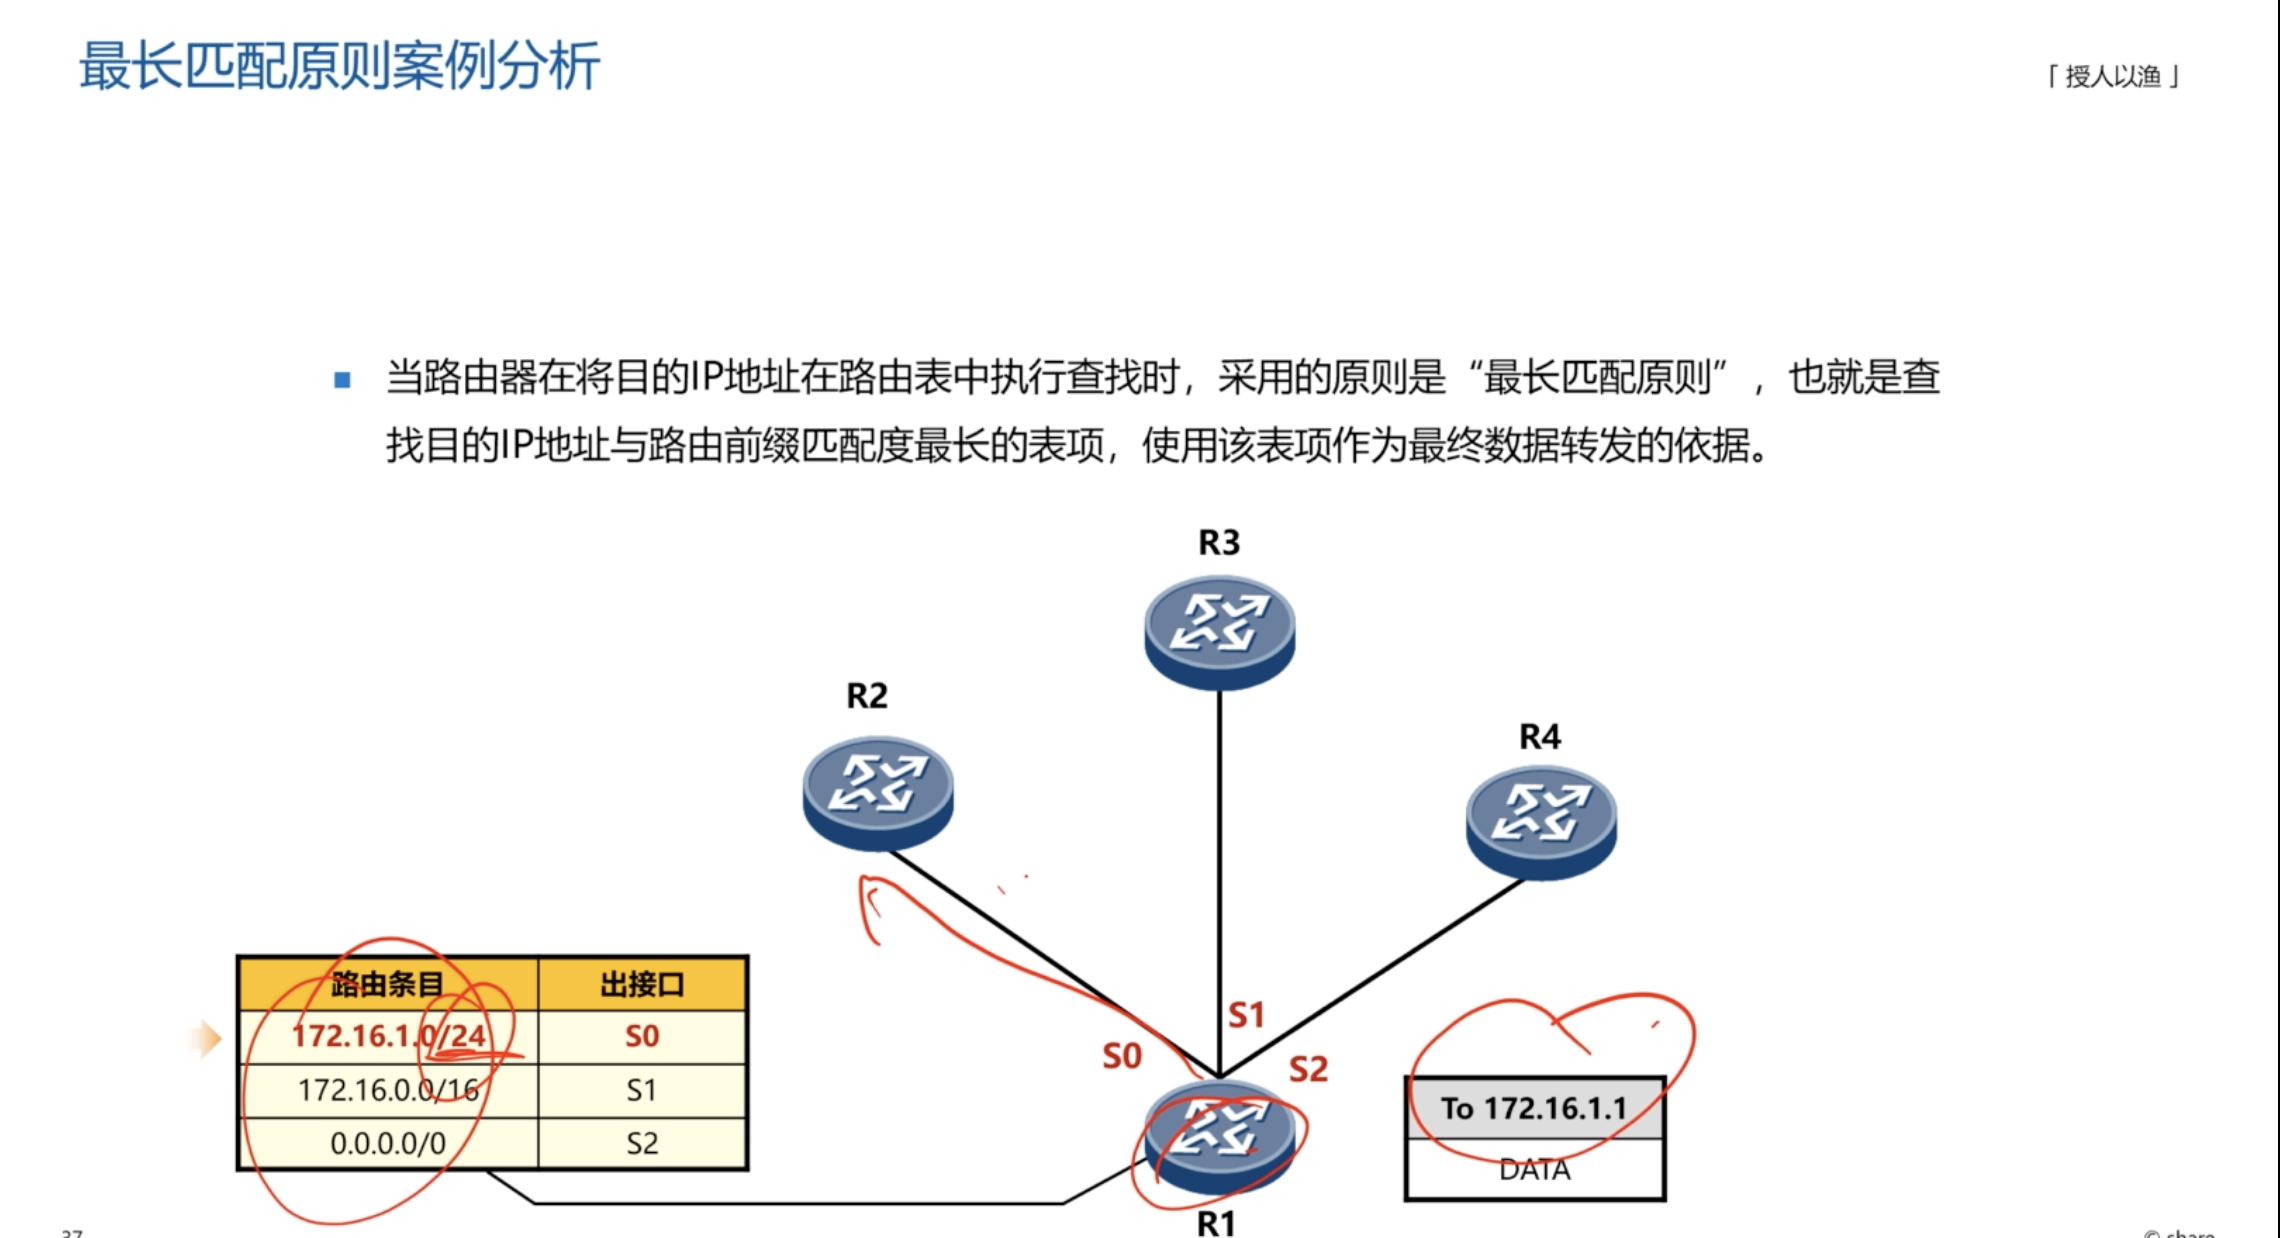 最长匹配原则案例分析
「授人以渔」
当路由器在将目的IP地址在路由表中执行查找时，采用的原则是“最长匹配原则”，也就是查
找目的IP地址与路由前缀匹配度最长的表项，使用该表项作为最终数据转发的依据。
R3
R2
R4
路由条目 出接口
172.16.1.0/24 S0
172.16.0.0/16 S1
0.0.0.0/0 S2
S1
S0
S2
To 172.16.1.1
DATA
R1
37
© share